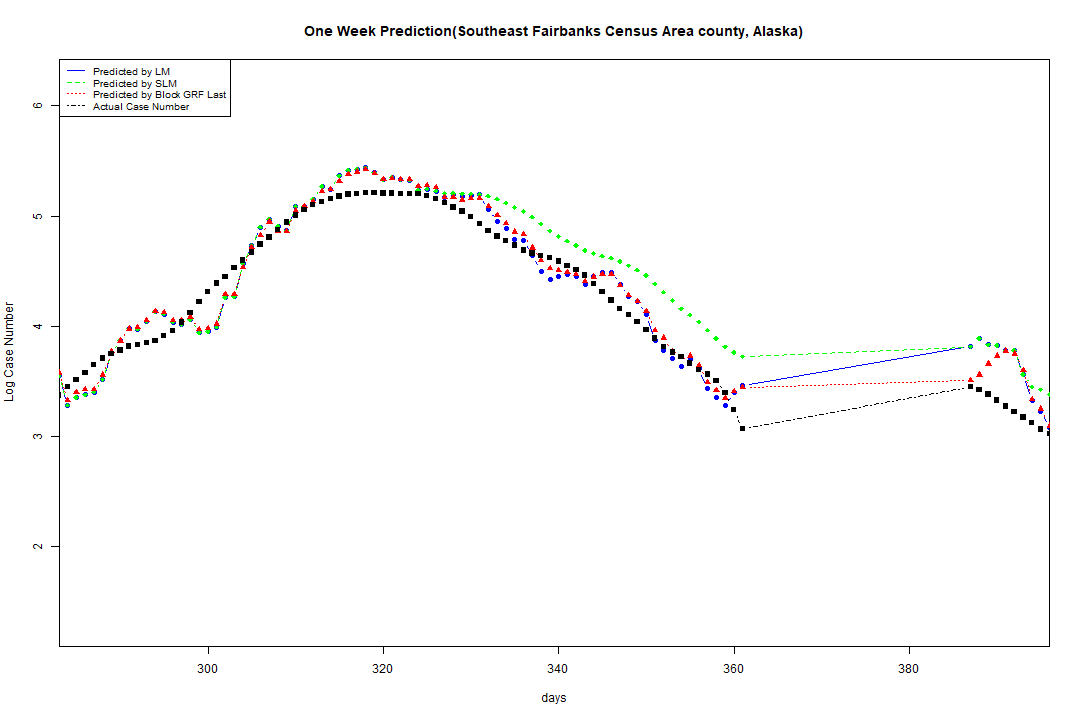 One Week Prediction(Southeast Fairbanks Census Area county, Alaska)
Predicted by LM
Predicted by SLM
Predicted by Block GRF Last
Actual Case Number
6
5
4
3
2
Log Case Number
300 320 340 360 380
days